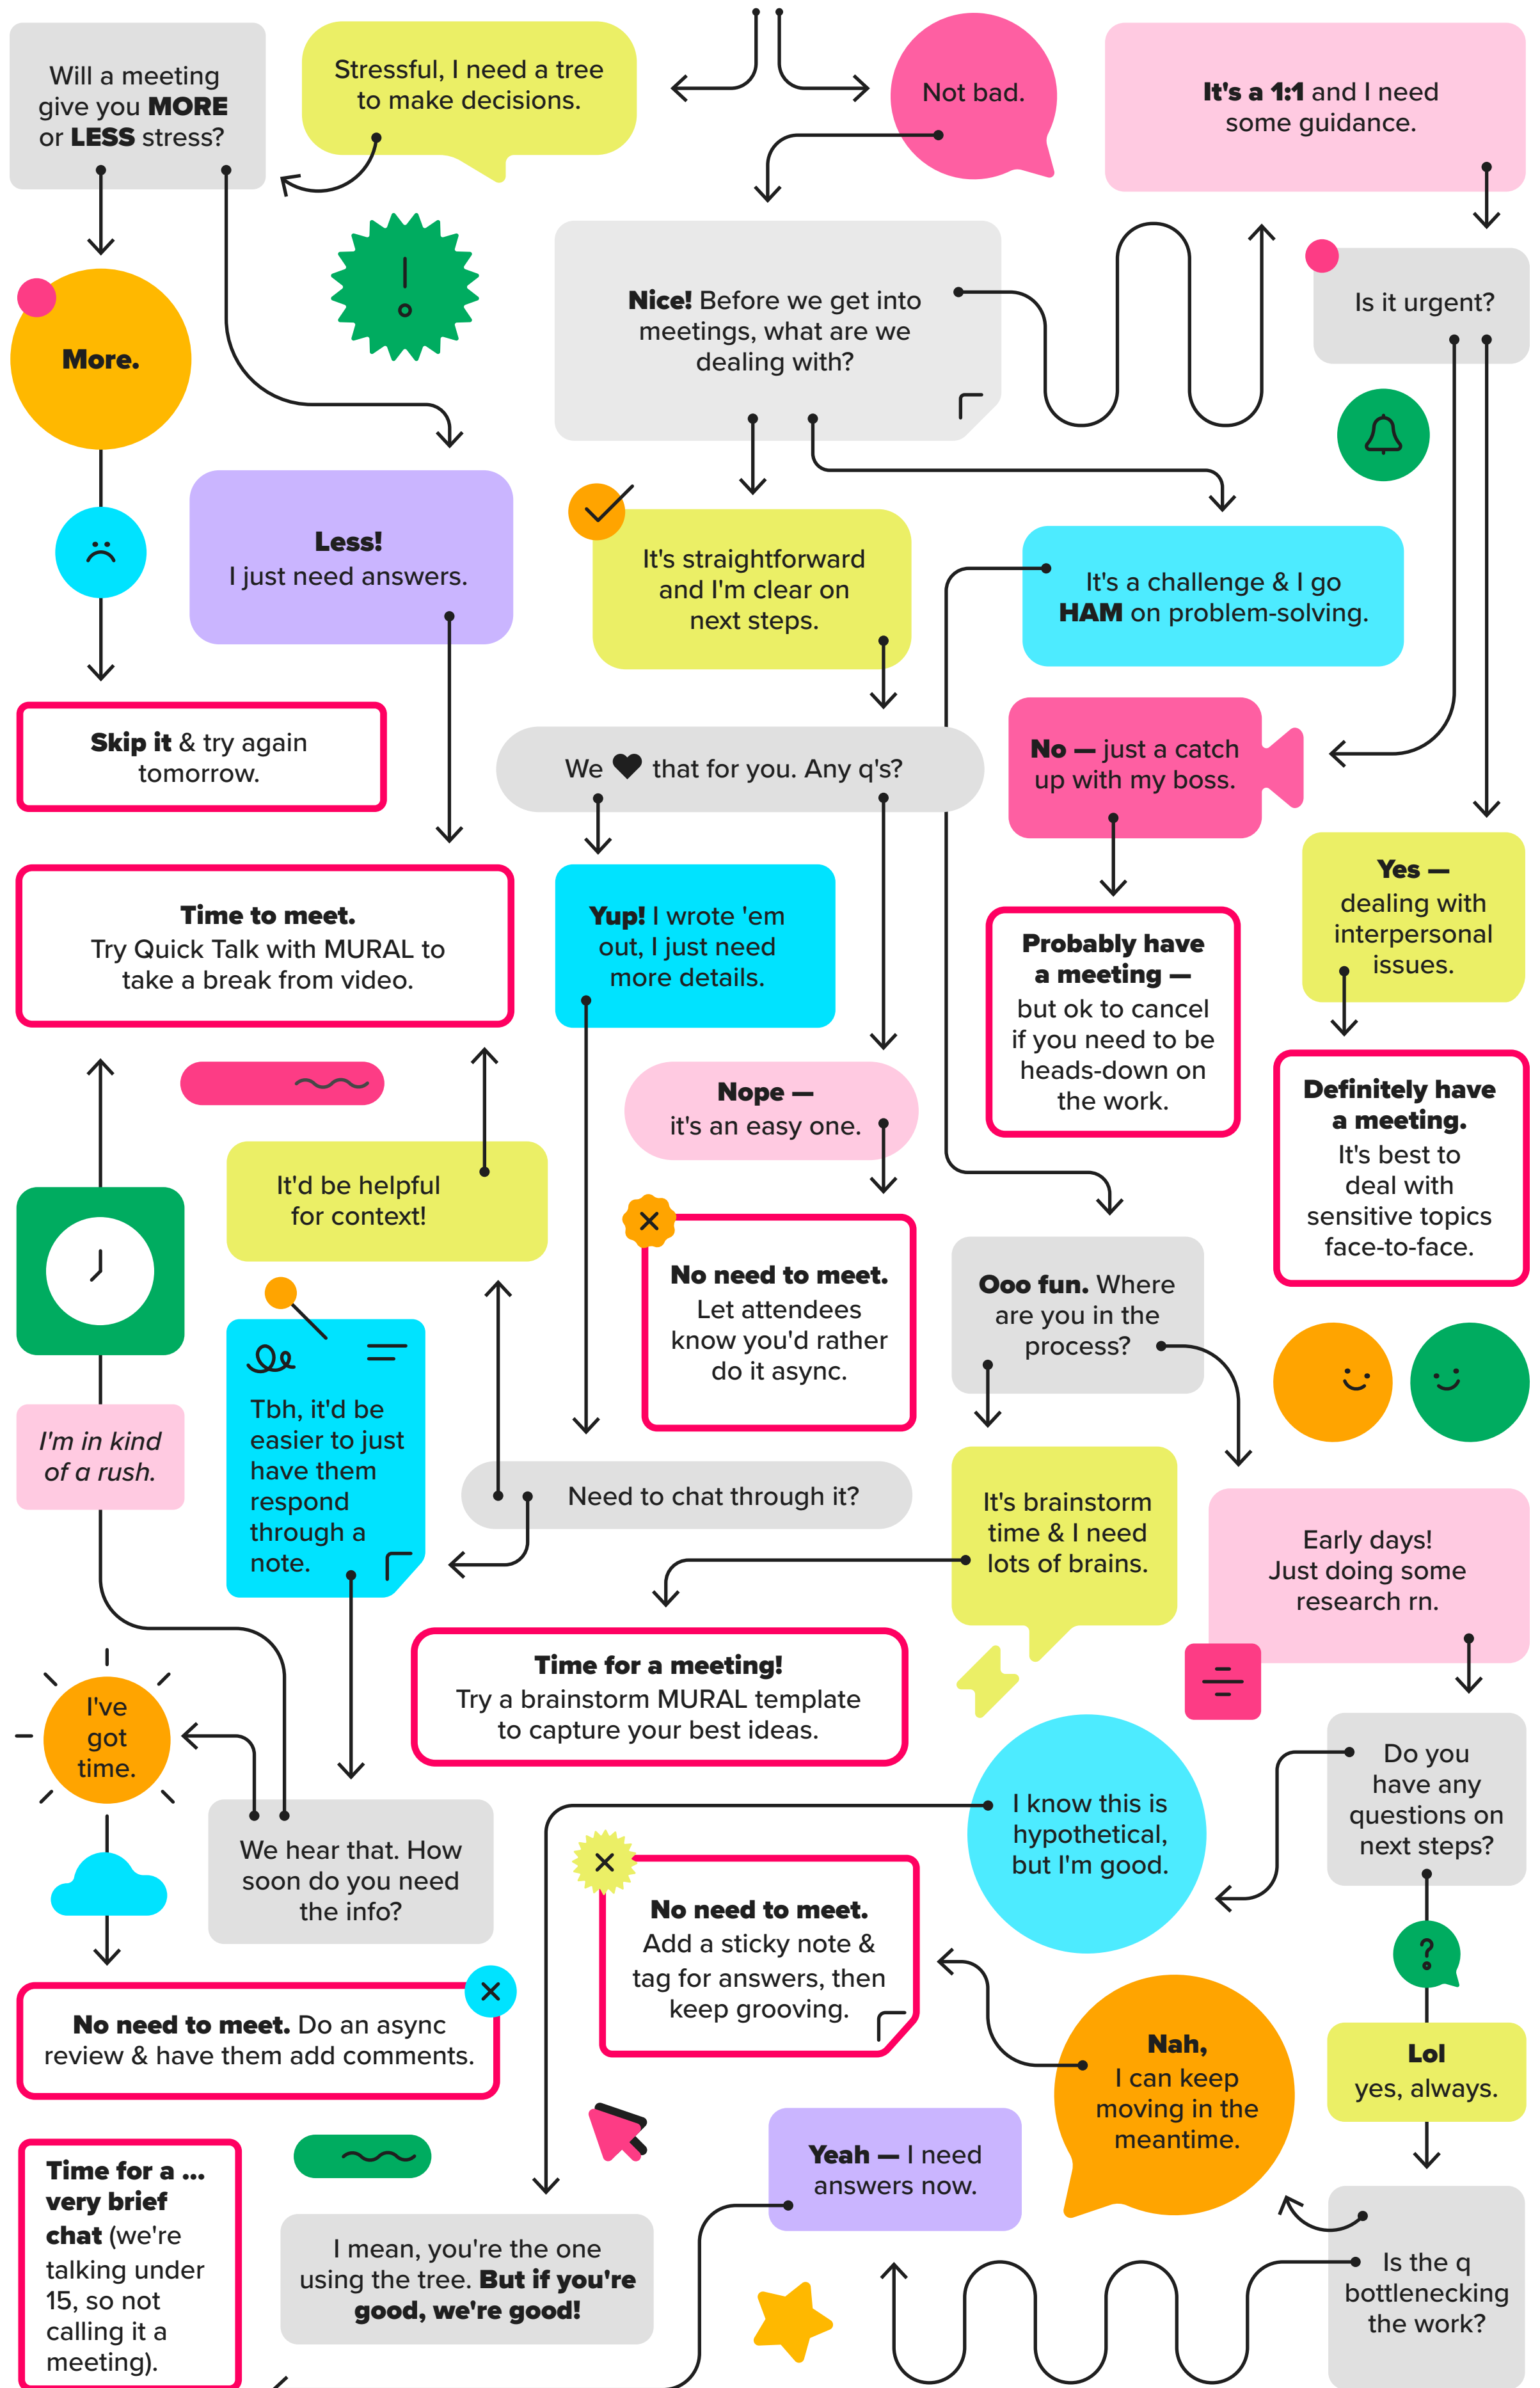 Will a meeting
give you MORE
or LESS stress?
Stressful, I need a tree
to make decisions.
Not bad.
It's a 1:1 and I need
some guidance.
Nice! Before we get into
meetings, what are we
dealing with?
Is it urgent?
More.
Less!
I just need answers.
It's straightforward
and I'm clear on
next steps.
It's a challenge & I go
HAM on problem-solving.
Skip it & try again
tomorrow.
We ♥ that for you. Any q's?
No — just a catch
up with my boss.
Yes —
dealing with
interpersonal
issues.
Time to meet.
Try Quick Talk with MURAL to
take a break from video.
Yup! I wrote 'em
out, I just need
more details.
Probably have
a meeting —
but ok to cancel
if you need to be
heads-down on
the work.
Nope —
it's an easy one.
Definitely have
a meeting.
It's best to
deal with
sensitive topics
face-to-face.
It'd be helpful
for context!
No need to meet.
Let attendees
know you'd rather
do it async.
Ooo fun. Where
are you in the
process?
Tbh, it'd be
easier to just
have them
respond
through a
note.
I'm in kind
of a rush.
Need to chat through it?
It's brainstorm
time & I need
lots of brains.
Early days!
Just doing some
research rn.
Time for a meeting!
Try a brainstorm MURAL template
to capture your best ideas.
I've
got
time.
Do you
have any
questions on
next steps?
I know this is
hypothetical,
but I'm good.
We hear that. How
soon do you need
the info?
No need to meet.
Add a sticky note &
tag for answers, then
keep grooving.
?
No need to meet. Do an async
review & have them add comments.
Nah,
I can keep
moving in the
meantime.
Lol
yes, always.
Time for a ...
very brief
chat (we're
talking under
15, so not
calling it a
meeting).
Yeah — I need
answers now.
I mean, you're the one
using the tree. But if you're
good, we're good!
Is the q
bottlenecking
the work?